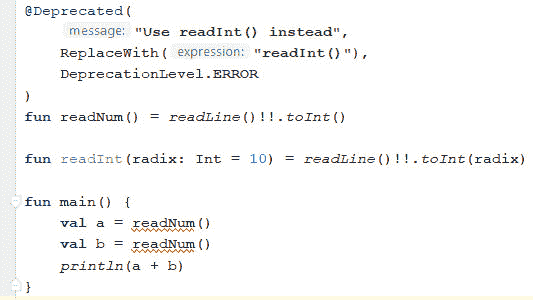 @Deprecated(
message: "Use readInt() instead",
ReplaceWith( expression: "readInt()"),
DeprecationLevel.ERROR
)
fun readNum() = readLine()!!.toInt()
fun readInt(radix: Int = 10) = readLine()!!.toInt(radix)
fun main() {
val a = readNum()
val b = readNum()
println(a + b)
}